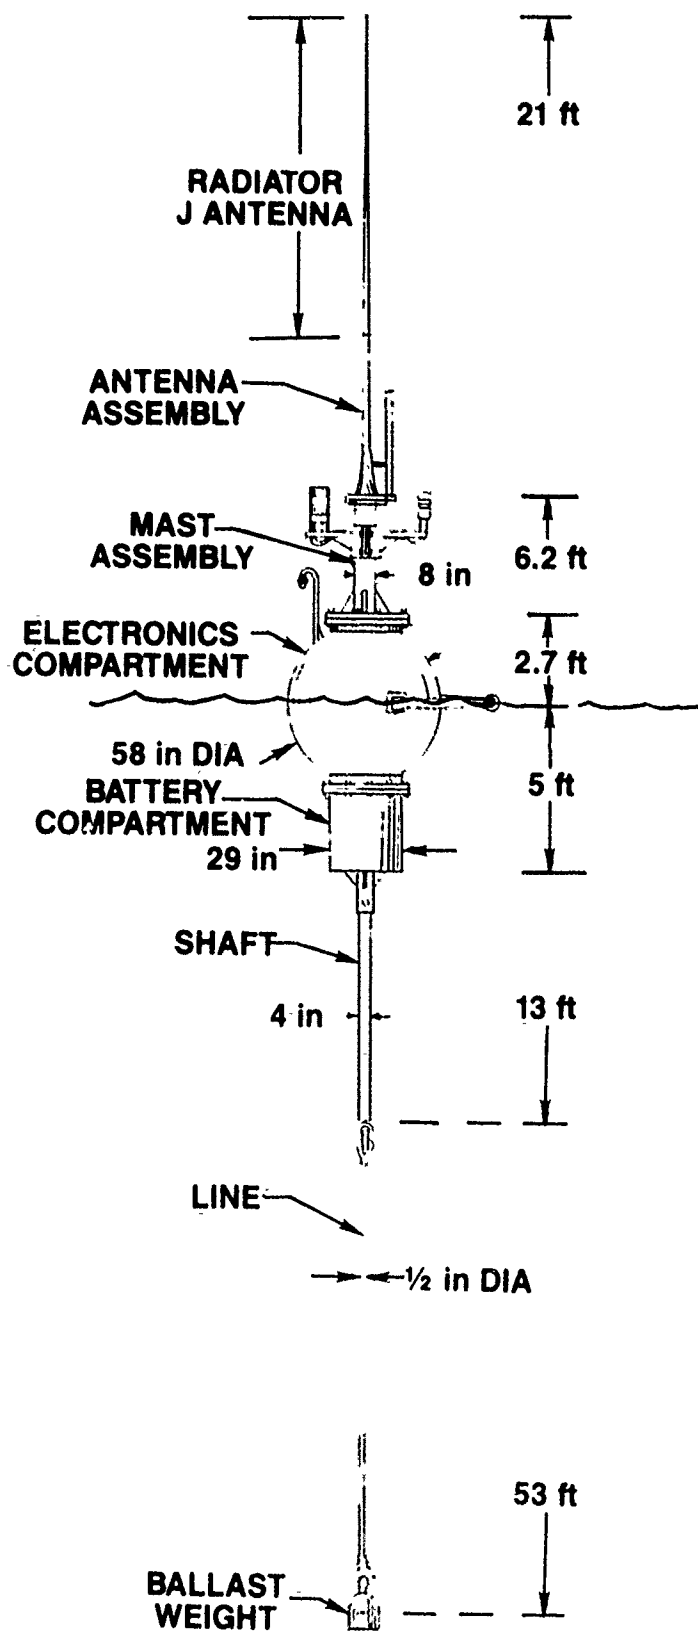 21 ft
RADIATOR
J ANTENNA
ANTENNA
ASSEMBLY
MAST
ASSEMBLY
6.2 ft
8 in
ELECTRONICS
COMPARTMENT
2.7 ft
58 in DIA
BATTERY
COMPARTMENT
5 ft
29 in
SHAFT
4 in
13 ft
LINE
½ in DIA
53 ft
BALLAST
WEIGHT